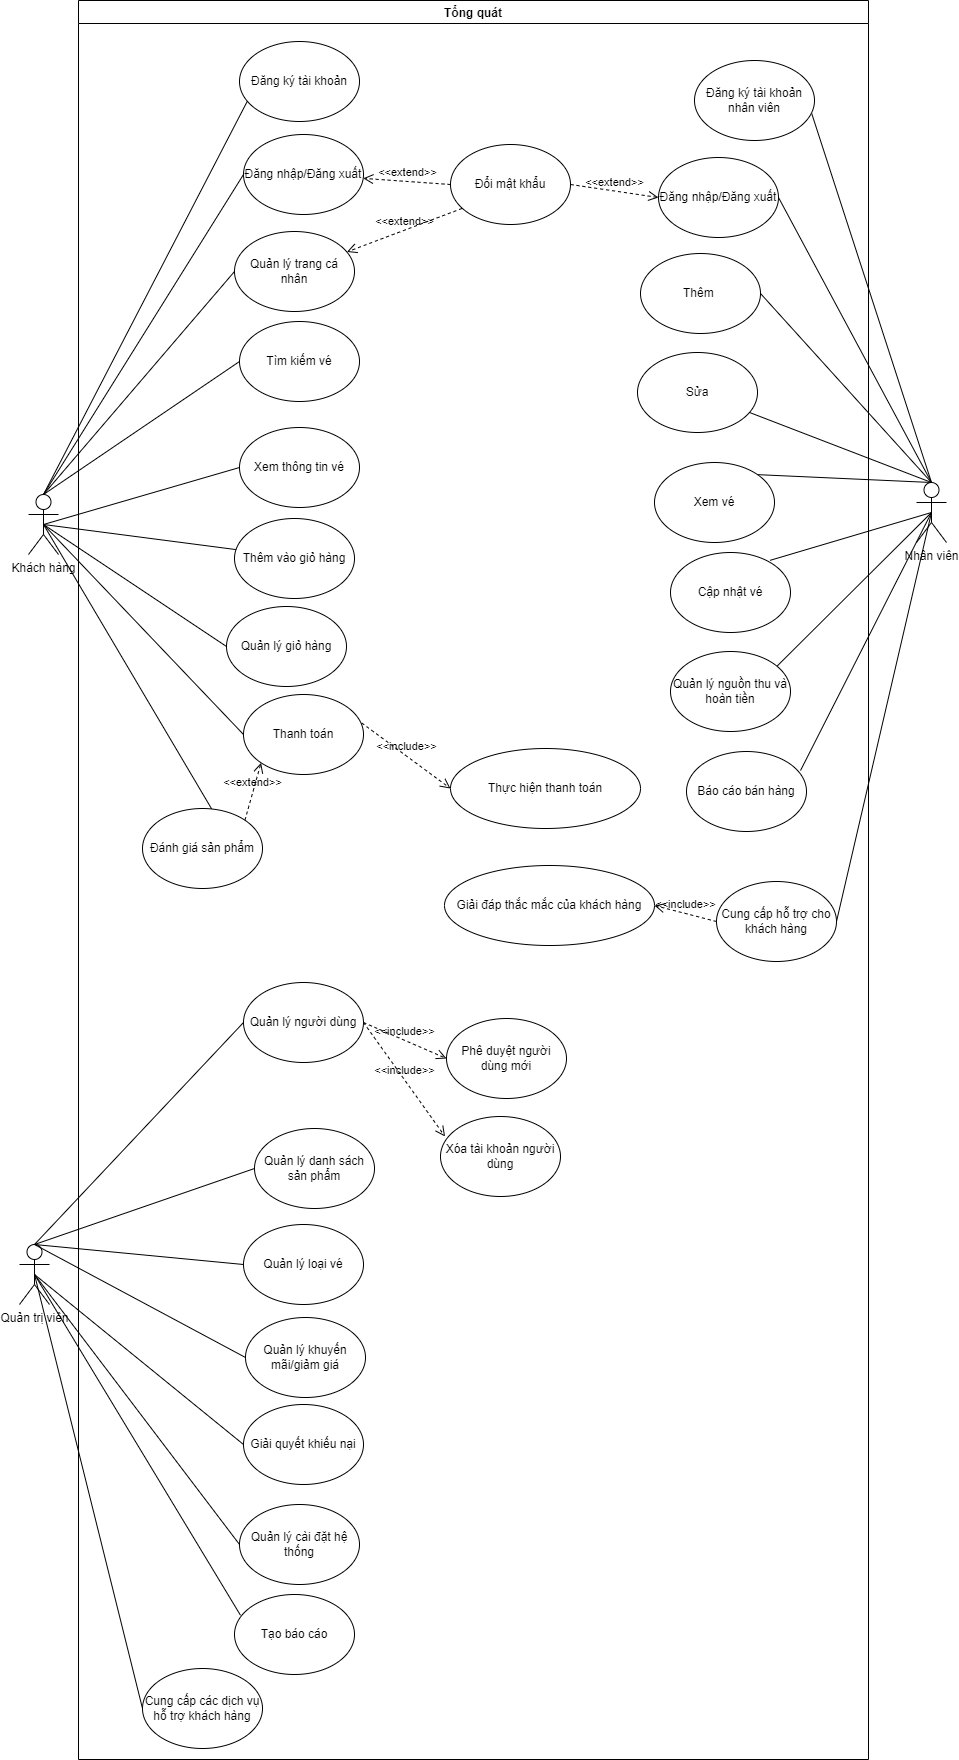 Tổng quát
Đăng ký tài khoản
Đăng ký tài khoản
nhân viên
Đăng nhập/Đăng xuất
<<extend>>
Đổi mật khẩu
<<extend>>
Đăng nhập/Đăng xuất
<<extend>>
Quản lý trang cá
nhân
Thêm
Tìm kiếm vé
Sửa
Xem thông tin vé
Xem vé
Khách hàng
Thêm vào giỏ hàng
Nhân viên
Cập nhật vé
Quản lý giỏ hàng
Quản lý nguồn thu và
hoàn tiền
Thanh toán
<<include>>
<<extend>>
Thực hiện thanh toán
Báo cáo bán hàng
Đánh giá sản phẩm
Giải đáp thắc mắc của khách hàng
<<include>>
Cung cấp hỗ trợ cho
khách hàng
Quản lý người dùng
<<include>>
Phê duyệt người
dùng mới
<<include>>
Xóa tài khoản người
dùng
Quản lý danh sách
sản phẩm
Quản lý loại vé
Quản trị viên
Quản lý khuyến
mãi/giảm giá
Giải quyết khiếu nại
Quản lý cài đặt hệ
thống
Tạo báo cáo
Cung cấp các dịch vụ
hỗ trợ khách hàng